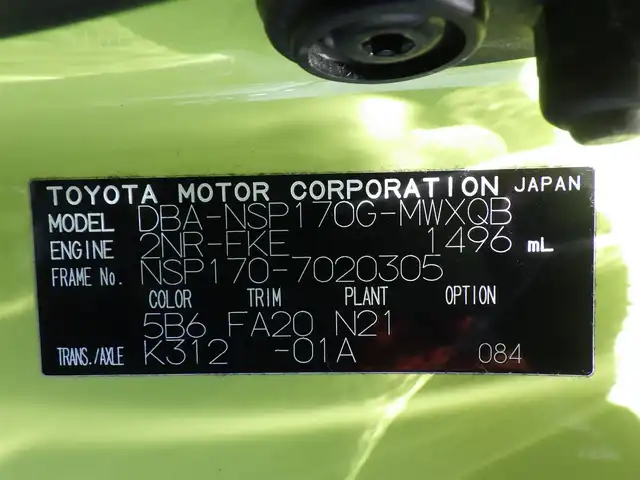 TOYOTA MOTOR CORPORATION JAPAN
MODEL DBA-NSP170G-MWXQB
ENGINE 2NR-FKE 1496 mL
FRAME No. NSP170-7020305
COLOR TRIM PLANT OPTION
5B6 FA20 N21
TRANS./AXLE K312 -01A 084